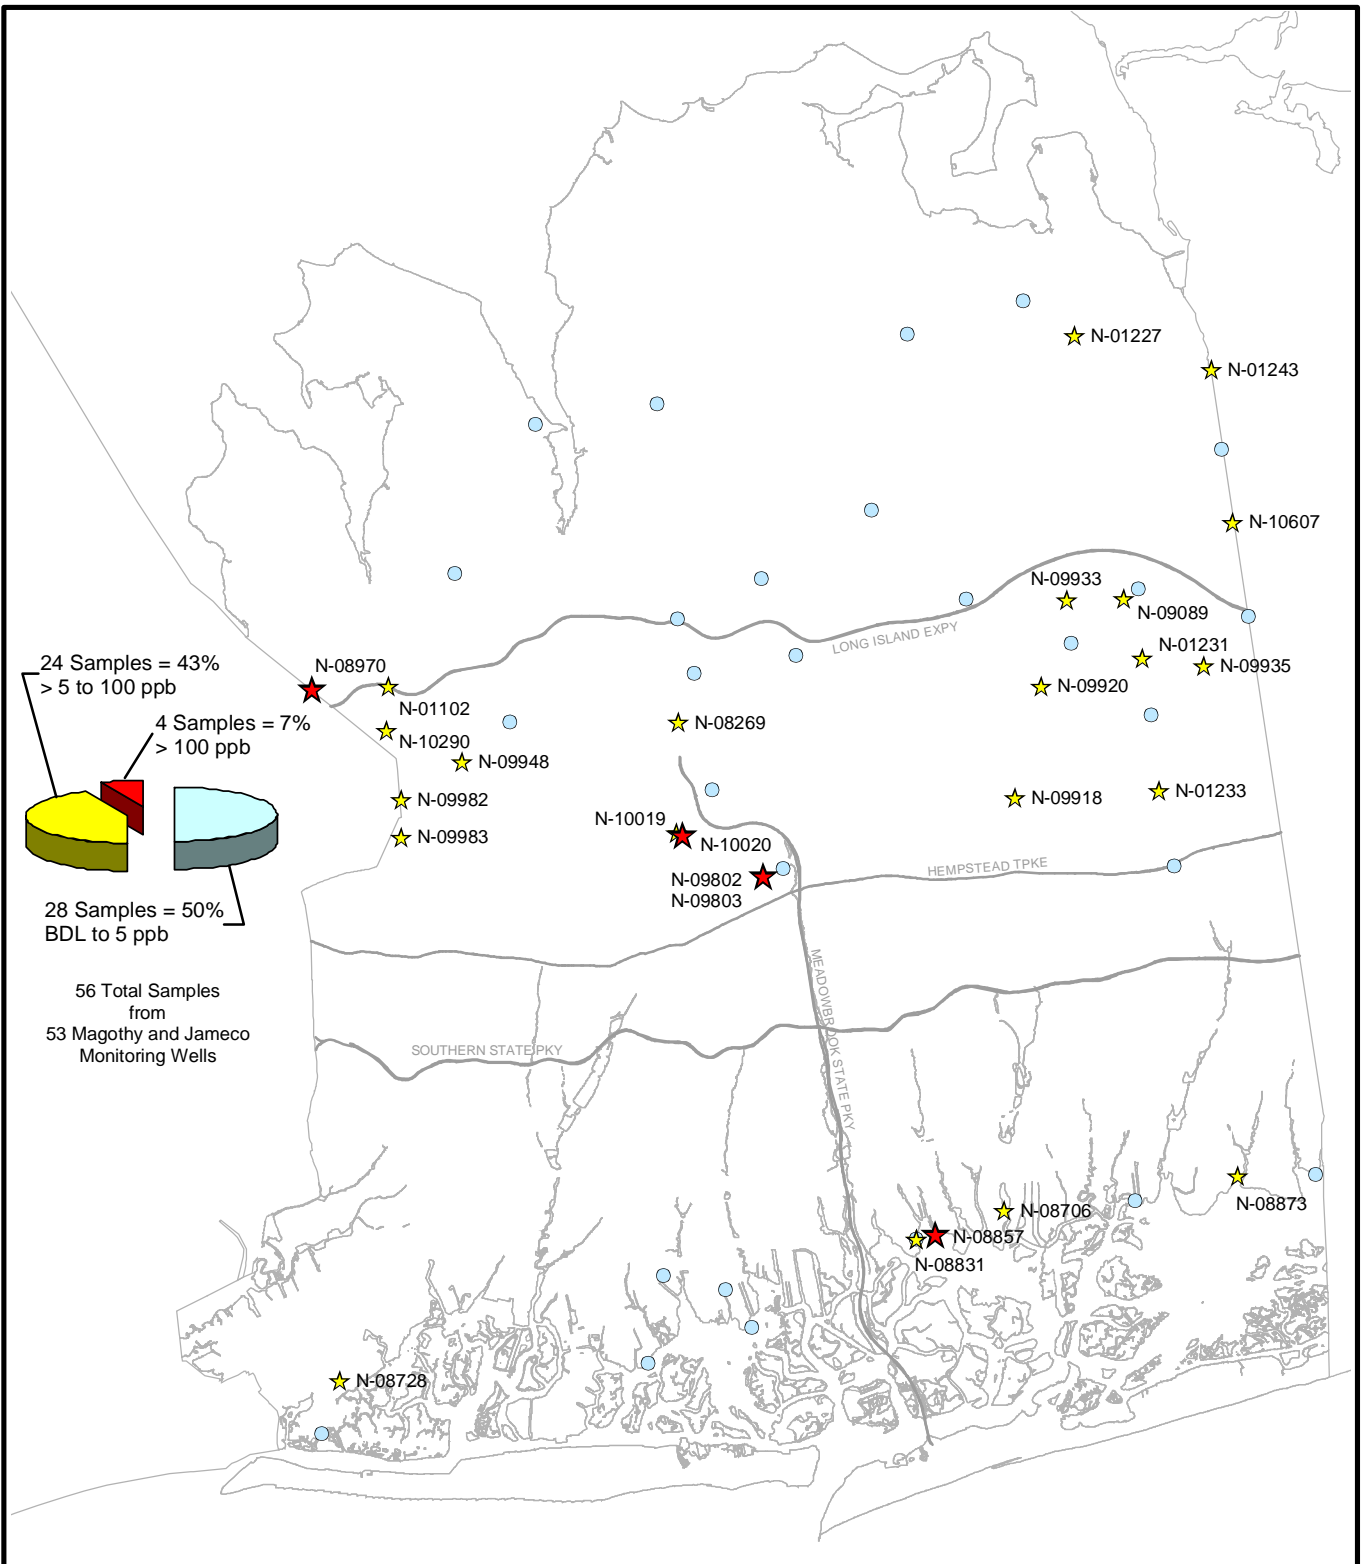 N-01227
N-01243
N-10607
N-09933
N-09089
LONG ISLAND EXPY
N-01231
N-09935
N-09920
24 Samples = 43%
> 5 to 100 ppb
N-08970
N-01102
4 Samples = 7%
> 100 ppb
N-10290
N-08269
N-09948
N-09982
N-09918
N-01233
N-09983
N-10019
N-10020
HEMPSTEAD TPKE
N-09802
N-09803
28 Samples = 50%
BDL to 5 ppb
56 Total Samples
from
53 Magothy and Jameco
Monitoring Wells
MEADOWBROOK STATE PKY
SOUTHERN STATE PKY
N-08873
N-08706
N-08857
N-08831
N-08728